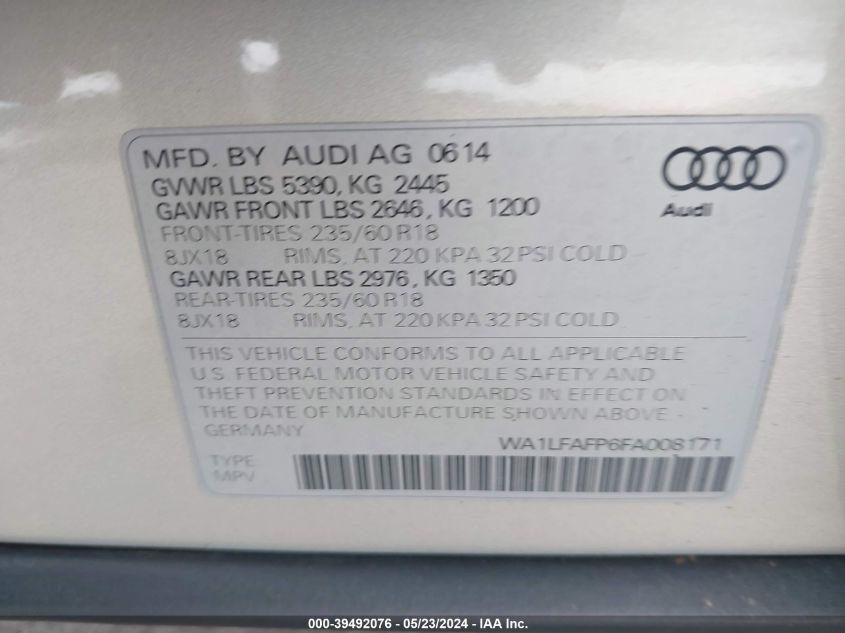 MFD. BY AUDI AG 0614
GVWR LBS 5390, KG 2445
GAWR FRONT LBS 2646, KG 1200
FRONT-TIRES 235/60 R18
8JX18 RIMS, AT 220 KPA 32 PSI COLD
GAWR REAR LBS 2976, KG 1350
REAR-TIRES 235/60 R18
8JX18 RIMS, AT 220 KPA 32 PSI COLD
Audi
THIS VEHICLE CONFORMS TO ALL APPLICABLE
U.S. FEDERAL MOTOR VEHICLE SAFETY AND
THEFT PREVENTION STANDARDS IN EFFECT ON
THE DATE OF MANUFACTURE SHOWN ABOVE -
GERMANY
WA1LFAFP6FA008171
TYPE
MPV
000-39492076 - 05/23/2024 - IAA Inc.